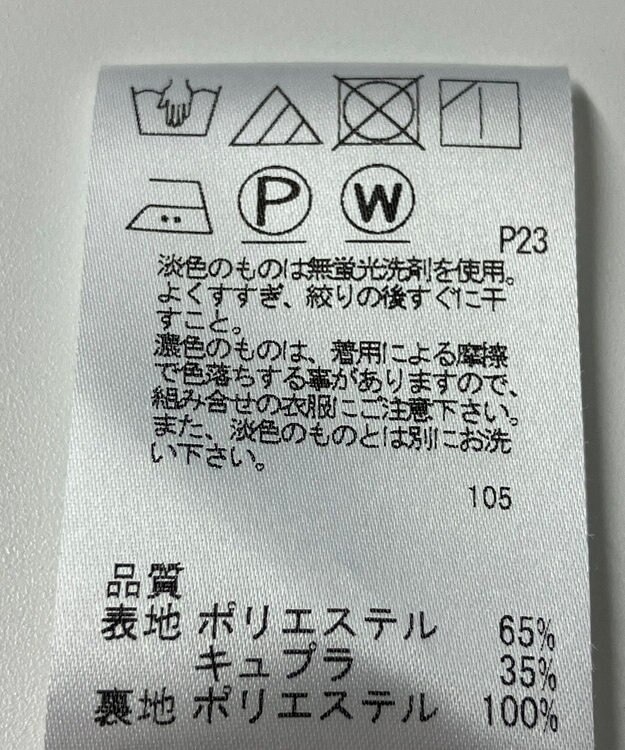 P W
P23
淡色のものは無蛍光洗剤を使用。
よくすすぎ、絞りの後すぐに干
すこと。
濃色のものは、着用による摩擦
で色落ちする事がありますので、
組み合せの衣服にご注意下さい。
また、淡色のものとは別にお洗
い下さい。
105
品質
表地 ポリエステル 65%
キュプラ 35%
裏地 ポリエステル 100%